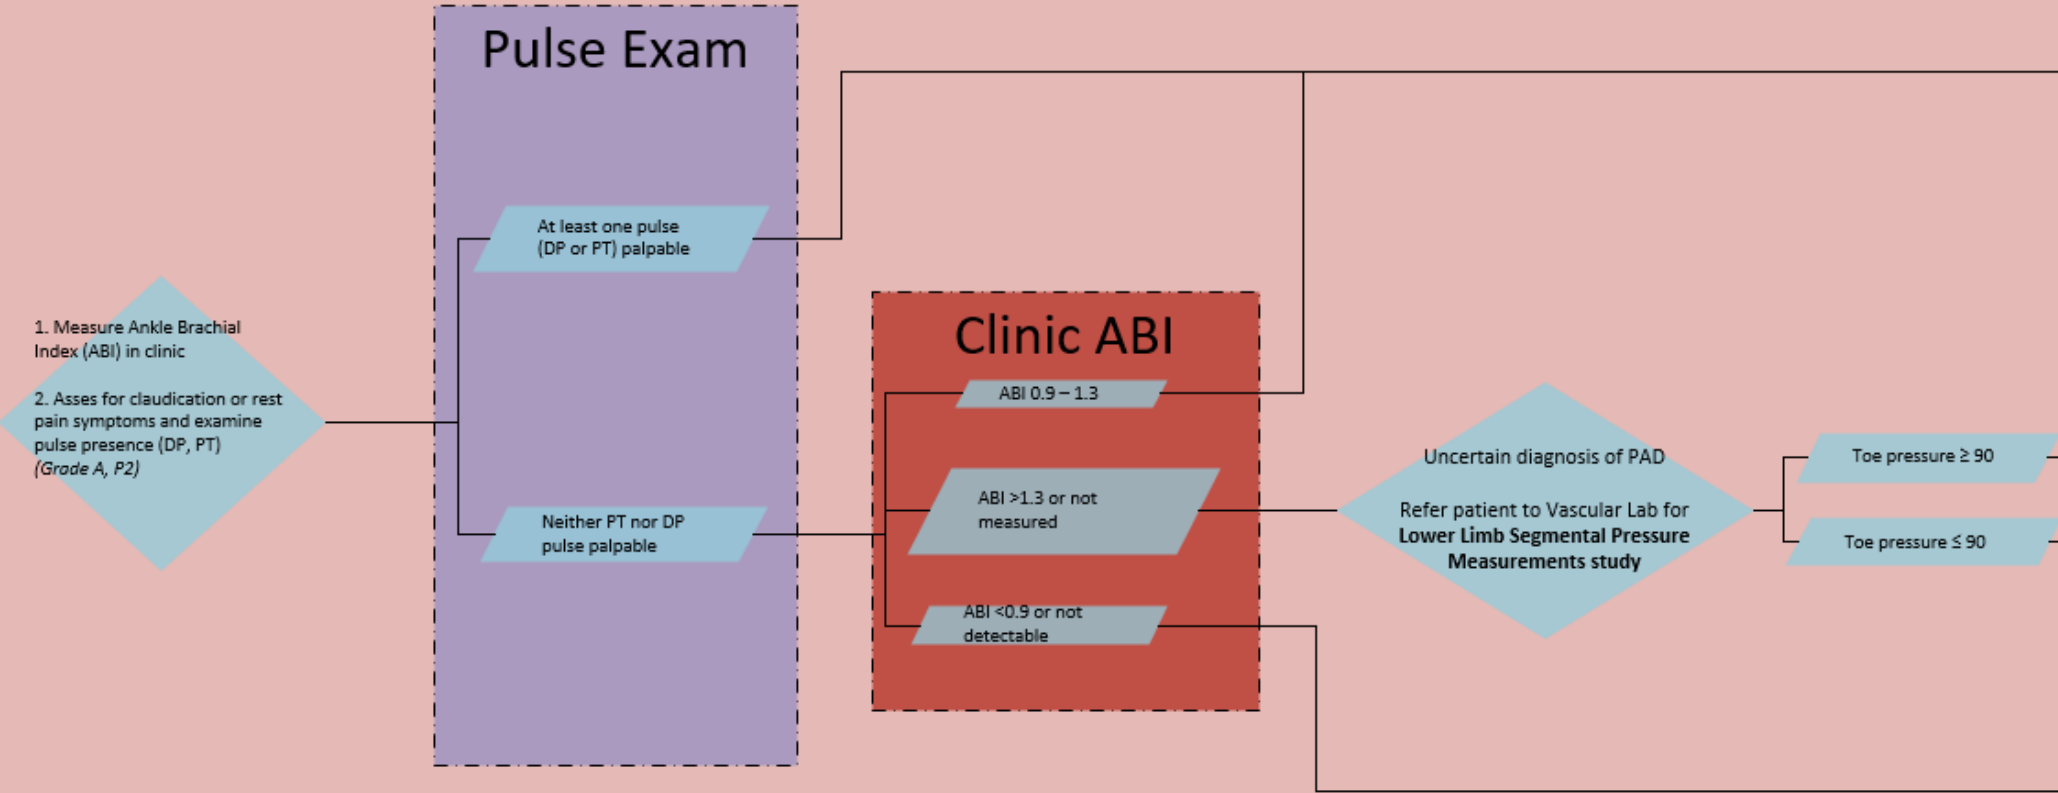 Pulse Exam
At least one pulse
(DP or PT) palpable
1. Measure Ankle Brachial
Index (ABI) in clinic
2. Asses for claudication or rest
pain symptoms and examine
pulse presence (DP, PT)
(Grade A, P2)
Neither PT nor DP
pulse palpable
Clinic ABI
ABI 0.9 – 1.3
ABI >1.3 or not
measured
ABI <0.9 or not
detectable
Uncertain diagnosis of PAD
Refer patient to Vascular Lab for
Lower Limb Segmental Pressure
Measurements study
Toe pressure ≥ 90
Toe pressure ≤ 90